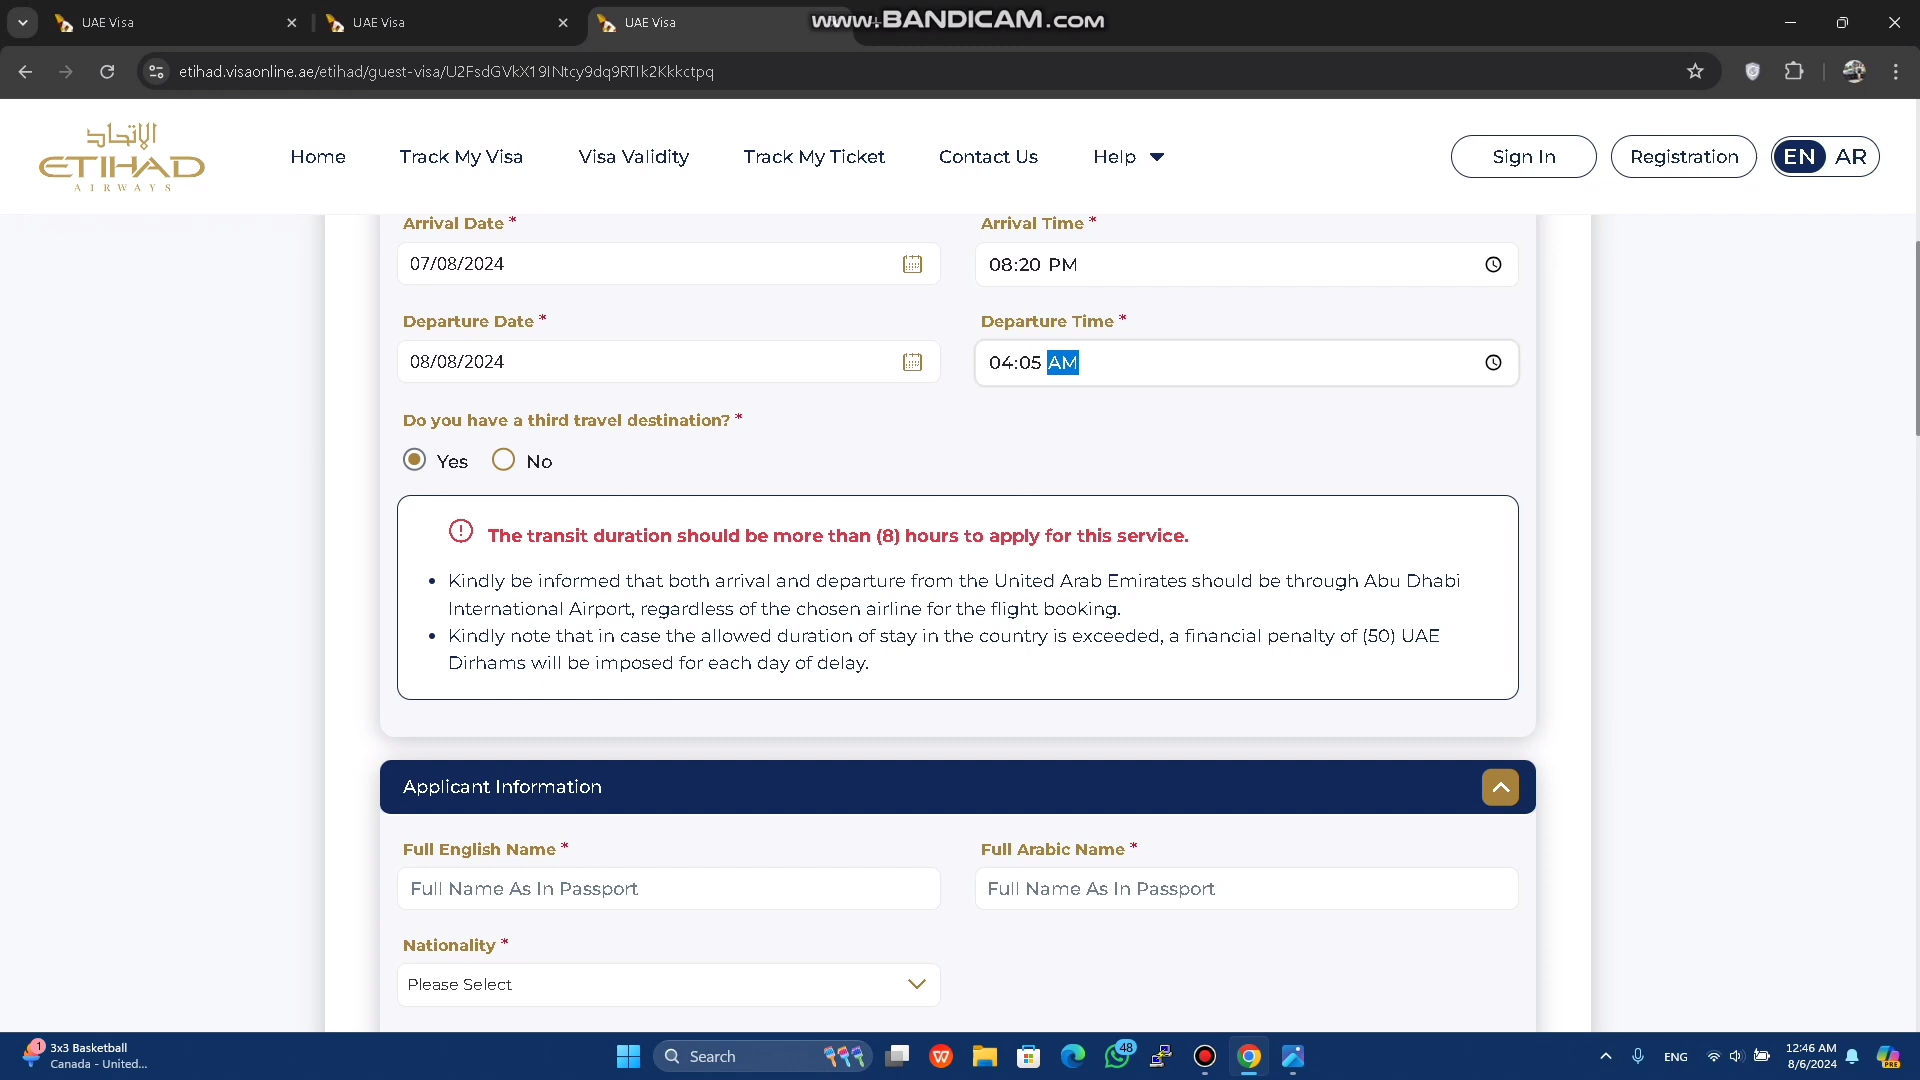 UAE Visa
UAE Visa
UAE Visa
www.BANDICAM.com
etihad.visaonline.ae/etihad/guest-visa/U2FsdGVkX19INtcy9dq9RTIk2Kkkctpq
الإتحاد
ETIHAD
AIRWAYS
Home
Track My Visa
Visa Validity
Track My Ticket
Contact Us
Help
Sign In
Registration
EN AR
Arrival Date *
Arrival Time *
07/08/2024
08:20 PM
Departure Date *
Departure Time *
08/08/2024
04:05 AM
Do you have a third travel destination? *
Yes
No
The transit duration should be more than (8) hours to apply for this service.
• Kindly be informed that both arrival and departure from the United Arab Emirates should be through Abu Dhabi
International Airport, regardless of the chosen airline for the flight booking.
• Kindly note that in case the allowed duration of stay in the country is exceeded, a financial penalty of (50) UAE
Dirhams will be imposed for each day of delay.
Applicant Information
Full English Name *
Full Arabic Name *
Full Name As In Passport
Full Name As In Passport
Nationality *
Please Select
1
3x3 Basketball
Canada - United...
Search
48
ENG
12:46 AM
8/6/2024
PRE